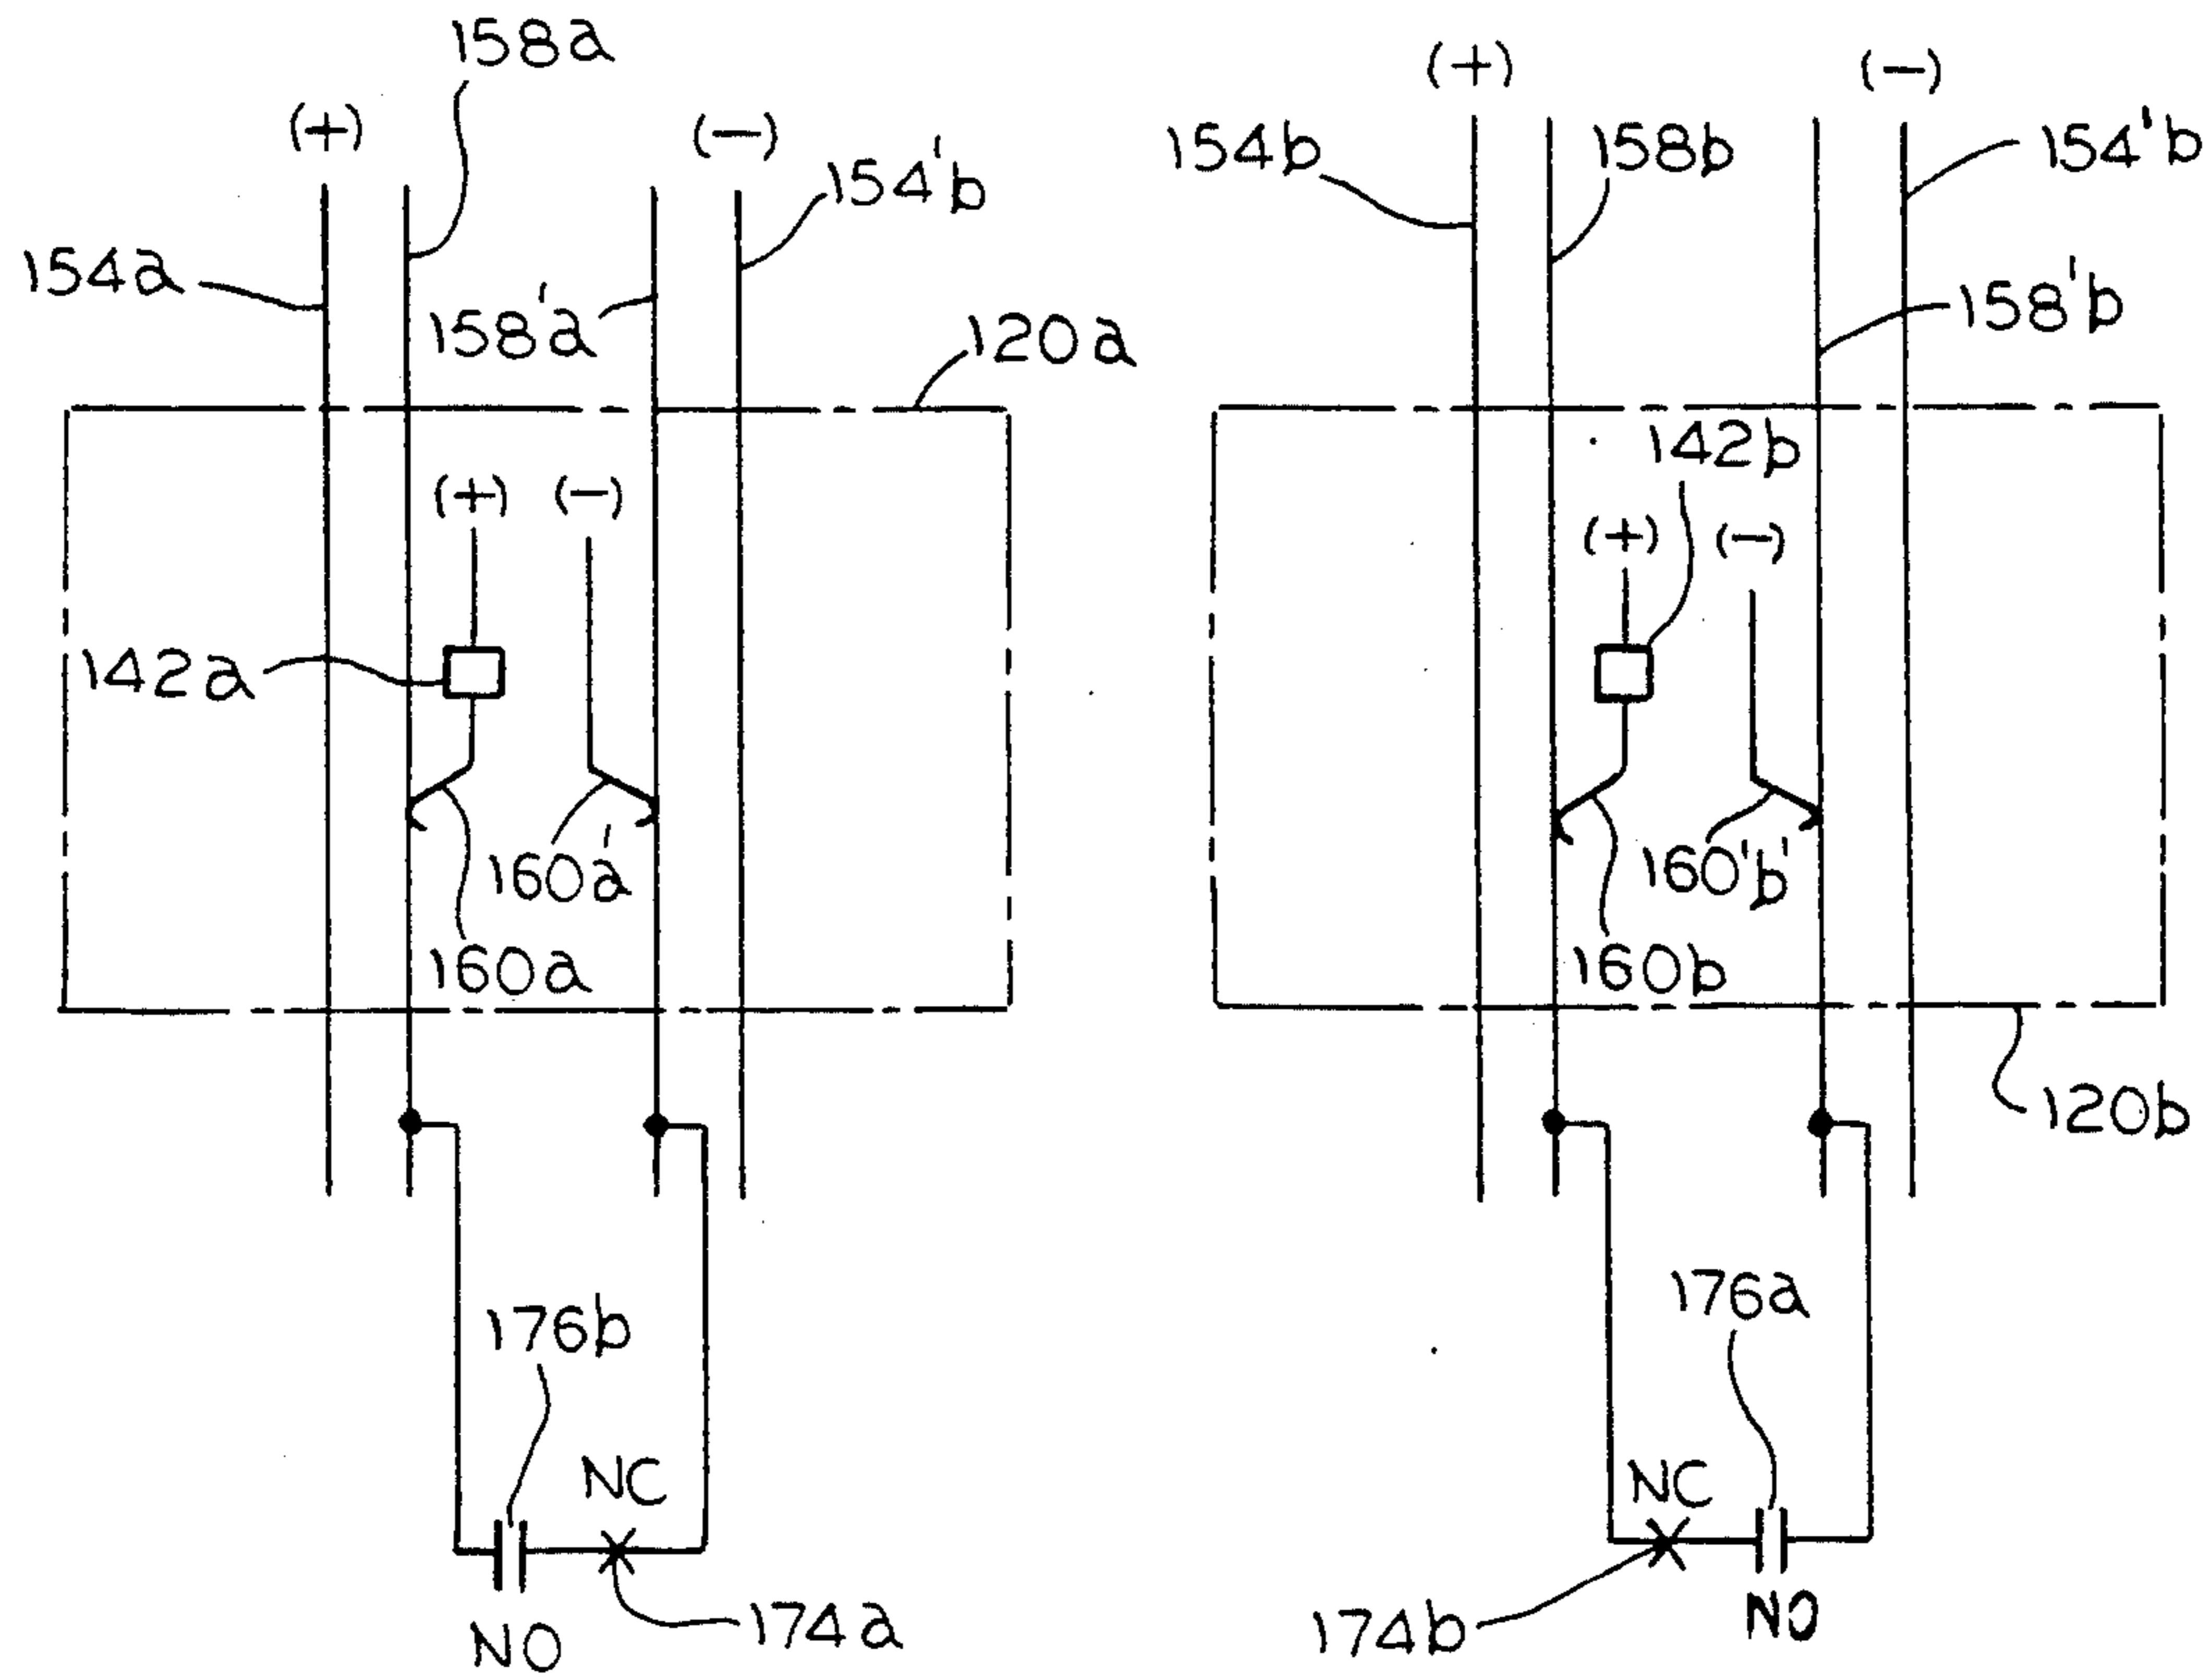 158a
(+)
(-)
154'b
154a
158'a
120a
(+)
(-)
142a
160a'
160a
176b
NC
NO
174a
(+)
(-)
154b
158b
154'b
158'b
142b
(+)
(-)
160'b'
160b
120b
176a
NC
174b
NO